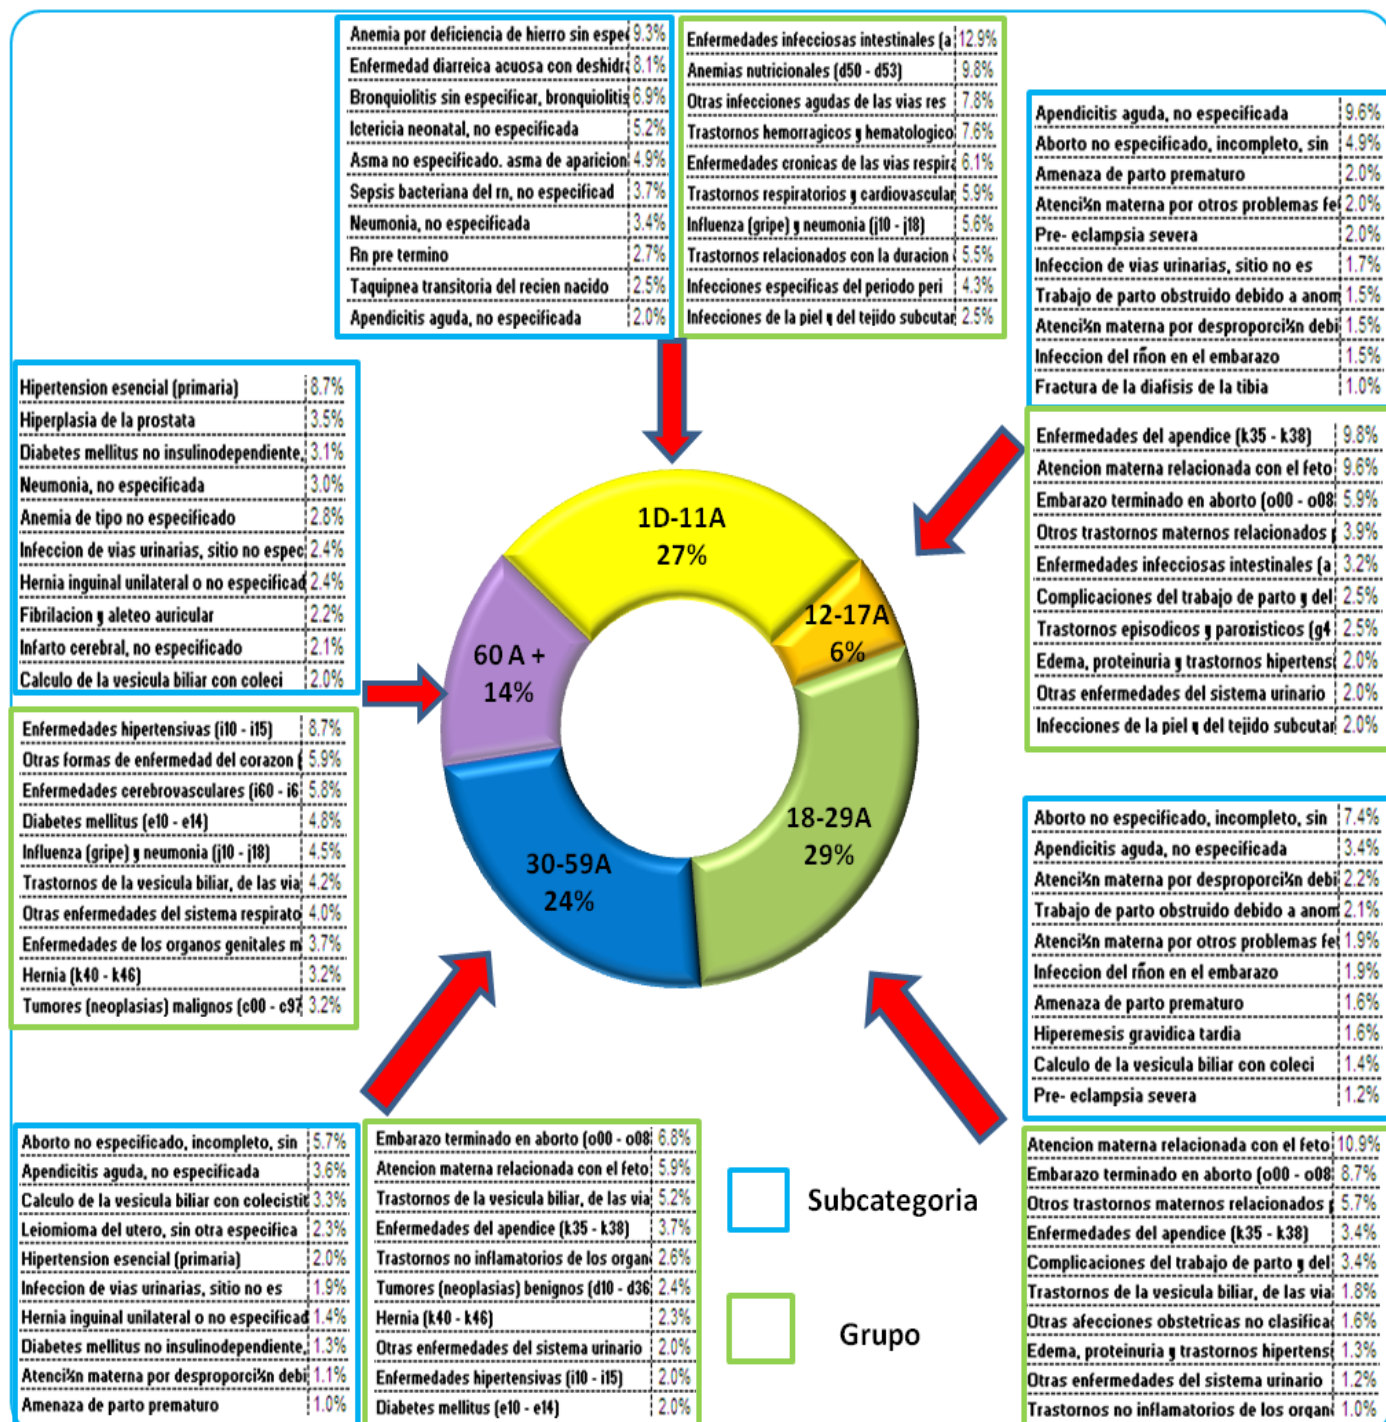 Anemia por deficiencia de hierro sin espe 9.3%
Enfermedad diarreica acuosa con deshidr 8.1%
Bronquiolitis sin especificar, bronquiolitis 6.9%
Ictericia neonatal, no especificada 5.2%
Asma no especificado. asma de aparicion 4.9%
Sepsis bacteriana del rn, no especificad 3.7%
Neumonia, no especificada 3.4%
Rn pre termino 2.7%
Taquipnea transitoria del recien nacido 2.5%
Apendicitis aguda, no especificada 2.0%
Enfermedades infecciosas intestinales (a 12.9%
Anemias nutricionales (d50 - d53) 9.8%
Otras infecciones agudas de las vias res 7.8%
Trastornos hemorragicos y hematologico 7.6%
Enfermedades cronicas de las vias respira 6.1%
Trastornos respiratorios y cardiovascular 5.9%
Influenza (gripe) y neumonia (j10 - j18) 5.6%
Trastornos relacionados con la duracion 5.5%
Infecciones especificas del periodo peri 4.3%
Infecciones de la piel y del tejido subcutar 2.5%
Apendicitis aguda, no especificada 9.6%
Aborto no especificado, incompleto, sin 4.9%
Amenaza de parto prematuro 2.0%
Atenci¾n materna por otros problemas fe 2.0%
Pre- eclampsia severa 2.0%
Infeccion de vias urinarias, sitio no es 1.7%
Trabajo de parto obstruido debido a anom 1.5%
Atenci¾n materna por desproporci¾n debi 1.5%
Infeccion del rñon en el embarazo 1.5%
Fractura de la diafisis de la tibia 1.0%
Enfermedades del apendice (k35 - k38) 9.8%
Atencion materna relacionada con el feto 9.6%
Embarazo terminado en aborto (o00 - o08 5.9%
Otros trastornos maternos relacionados p 3.9%
Enfermedades infecciosas intestinales (a 3.2%
Complicaciones del trabajo de parto y del 2.5%
Trastornos episodicos y paroxisticos (g4 2.5%
Edema, proteinuria y trastornos hipertensi 2.0%
Otras enfermedades del sistema urinario 2.0%
Infecciones de la piel y del tejido subcutar 2.0%
Hipertension esencial (primaria) 8.7%
Hiperplasia de la prostata 3.5%
Diabetes mellitus no insulinodependiente, 3.1%
Neumonia, no especificada 3.0%
Anemia de tipo no especificado 2.8%
Infeccion de vias urinarias, sitio no espec 2.4%
Hernia inguinal unilateral o no especificad 2.4%
Fibrilacion y aleteo auricular 2.2%
Infarto cerebral, no especificado 2.1%
Calculo de la vesicula biliar con coleci 2.0%
Enfermedades hipertensivas (i10 - i15) 8.7%
Otras formas de enfermedad del corazon ( 5.9%
Enfermedades cerebrovasculares (i60 - i6 5.8%
Diabetes mellitus (e10 - e14) 4.8%
Influenza (gripe) y neumonia (j10 - j18) 4.5%
Trastornos de la vesicula biliar, de las via 4.2%
Otras enfermedades del sistema respirato 4.0%
Enfermedades de los organos genitales m 3.7%
Hernia (k40 - k46) 3.2%
Tumores (neoplasias) malignos (c00 - c97 3.2%
1D-11A
27%
12-17A
6%
60 A +
14%
18-29A
29%
30-59A
24%
Aborto no especificado, incompleto, sin 7.4%
Apendicitis aguda, no especificada 3.4%
Atenci¾n materna por desproporci¾n debi 2.2%
Trabajo de parto obstruido debido a anom 2.1%
Atenci¾n materna por otros problemas fet 1.9%
Infeccion del rñon en el embarazo 1.9%
Amenaza de parto prematuro 1.6%
Hiperemesis gravidica tardia 1.6%
Calculo de la vesicula biliar con coleci 1.4%
Pre- eclampsia severa 1.2%
Atencion materna relacionada con el feto 10.9%
Embarazo terminado en aborto (o00 - o08 8.7%
Otros trastornos maternos relacionados p 5.7%
Enfermedades del apendice (k35 - k38) 3.4%
Complicaciones del trabajo de parto y del 3.4%
Trastornos de la vesicula biliar, de las via 1.8%
Otras afecciones obstetricas no clasifica 1.6%
Edema, proteinuria y trastornos hipertensi 1.3%
Otras enfermedades del sistema urinario 1.2%
Trastornos no inflamatorios de los organ 1.0%
Aborto no especificado, incompleto, sin 5.7%
Apendicitis aguda, no especificada 3.6%
Calculo de la vesicula biliar con colecistit 3.3%
Leiomioma del utero, sin otra especifica 2.3%
Hipertension esencial (primaria) 2.0%
Infeccion de vias urinarias, sitio no es 1.9%
Hernia inguinal unilateral o no especificad 1.4%
Diabetes mellitus no insulinodependiente, 1.3%
Atenci¾n materna por desproporci¾n debi 1.1%
Amenaza de parto prematuro 1.0%
Embarazo terminado en aborto (o00 - o08 6.8%
Atencion materna relacionada con el feto 5.9%
Trastornos de la vesicula biliar, de las via 5.2%
Enfermedades del apendice (k35 - k38) 3.7%
Trastornos no inflamatorios de los organ 2.6%
Tumores (neoplasias) benignos (d10 - d36 2.4%
Hernia (k40 - k46) 2.3%
Otras enfermedades del sistema urinario 2.0%
Enfermedades hipertensivas (i10 - i15) 2.0%
Diabetes mellitus (e10 - e14) 2.0%
Subcategoria
Grupo